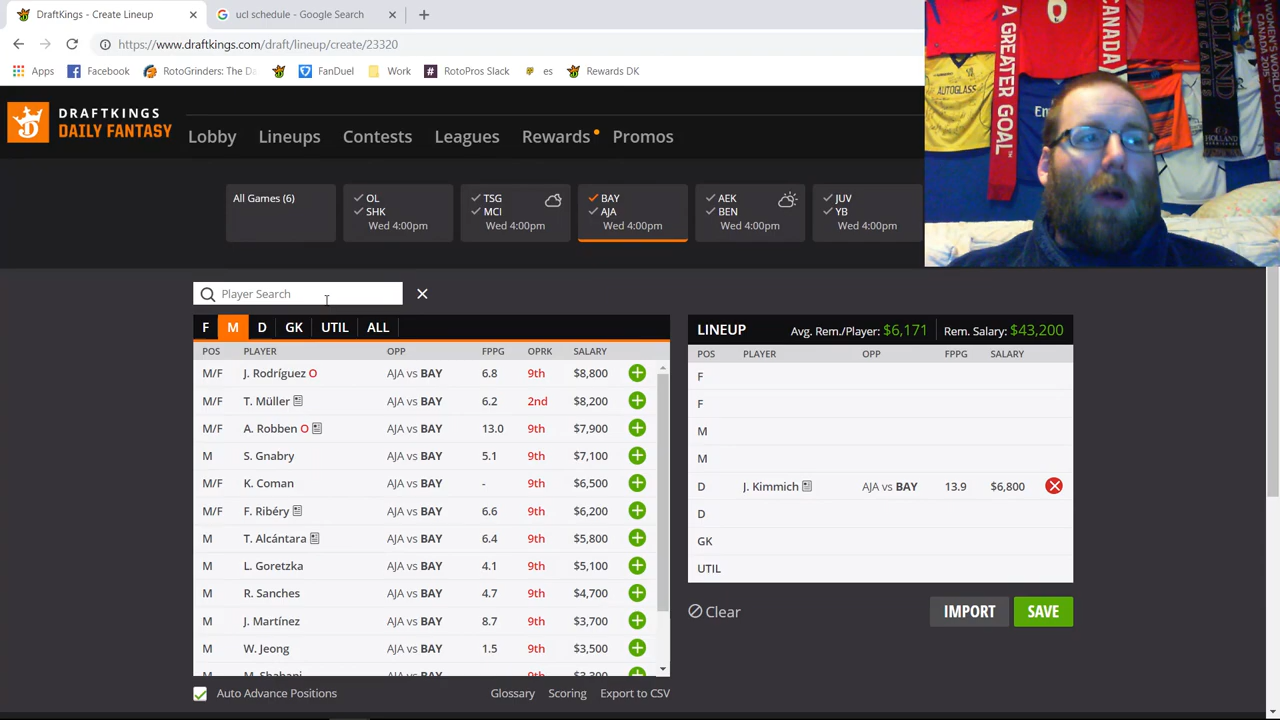 DraftKings - Create Lineup
ucl schedule - Google Search
https://www.draftkings.com/draft/lineup/create/23320
Apps Facebook RotoGrinders: The D FanDuel Work RotoPros Slack es Rewards DK
DRAFTKINGS
DAILY FANTASY
Lobby Lineups Contests Leagues Rewards Promos
All Games (6)
OL
SHK
Wed 4:00pm
TSG
MCI
Wed 4:00pm
BAY
AJA
Wed 4:00pm
AEK
BEN
Wed 4:00pm
JUV
YB
Wed 4:00pm
Player Search
F M D GK UTIL ALL
POS PLAYER OPP FPPG OPRK SALARY
M/F J. Rodríguez O AJA vs BAY 6.8 9th $8,800
M/F T. Müller AJA vs BAY 6.2 2nd $8,200
M/F A. Robben O AJA vs BAY 13.0 9th $7,900
M S. Gnabry AJA vs BAY 5.1 9th $7,100
M/F K. Coman AJA vs BAY - 9th $6,500
M/F F. Ribéry AJA vs BAY 6.6 9th $6,200
M T. Alcántara AJA vs BAY 6.4 9th $5,800
M L. Goretzka AJA vs BAY 4.1 9th $5,100
M R. Sanches AJA vs BAY 4.7 9th $4,700
M J. Martínez AJA vs BAY 8.7 9th $3,700
M W. Jeong AJA vs BAY 1.5 9th $3,500
Auto Advance Positions
Glossary Scoring Export to CSV
LINEUP Avg. Rem./Player: $6,171 Rem. Salary: $43,200
POS PLAYER OPP FPPG SALARY
F
F
M
M
D J. Kimmich AJA vs BAY 13.9 $6,800
D
GK
UTIL
Clear IMPORT SAVE
A GREATER GOAL
CANADA
AUTOGLASS
HOLLAND